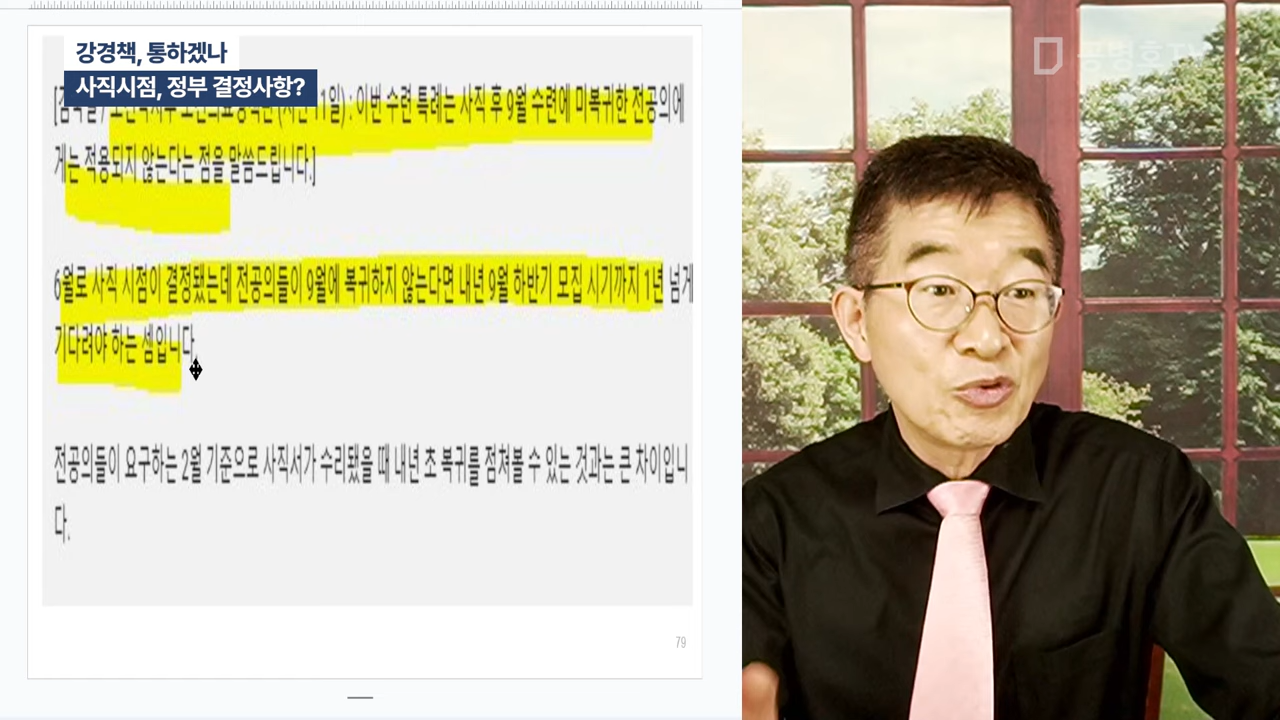 강경책, 통하겠나
사직시점, 정부 결정사항?
공병호TV
11일) : 이번 수련 특례는 사직 후 9월 수련에 미복귀한 전공의에
게는 적용되지 않는다는 점을 말씀드립니다.]
6월로 사직 시점이 결정됐는데 전공의들이 9월에 복귀하지 않는다면 내년 9월 하반기 모집 시기까지 1년 넘게
기다려야 하는 셈입니다.
전공의들이 요구하는 2월 기준으로 사직서가 수리됐을 때 내년 초 복귀를 점쳐볼 수 있는 것과는 큰 차이입니
다.
79